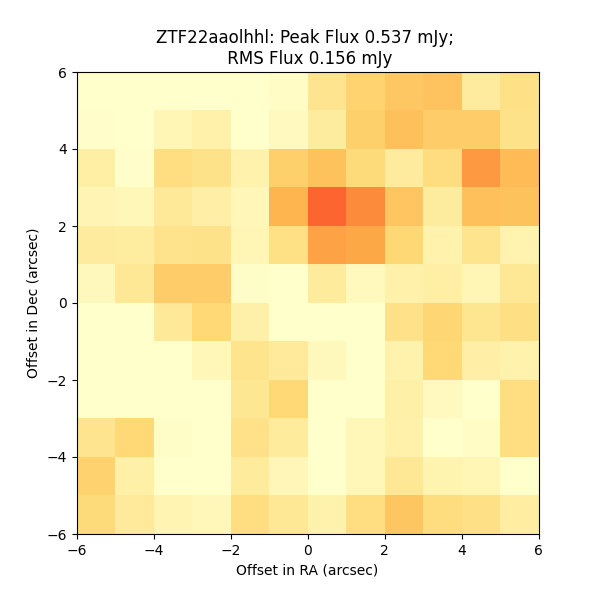 ZTF22aaolhhl: Peak Flux 0.537 mJy;
RMS Flux 0.156 mJy
6
4
2
0
−2
−4
−6
Offset in Dec (arcsec)
−6 −4 −2 0 2 4 6
Offset in RA (arcsec)